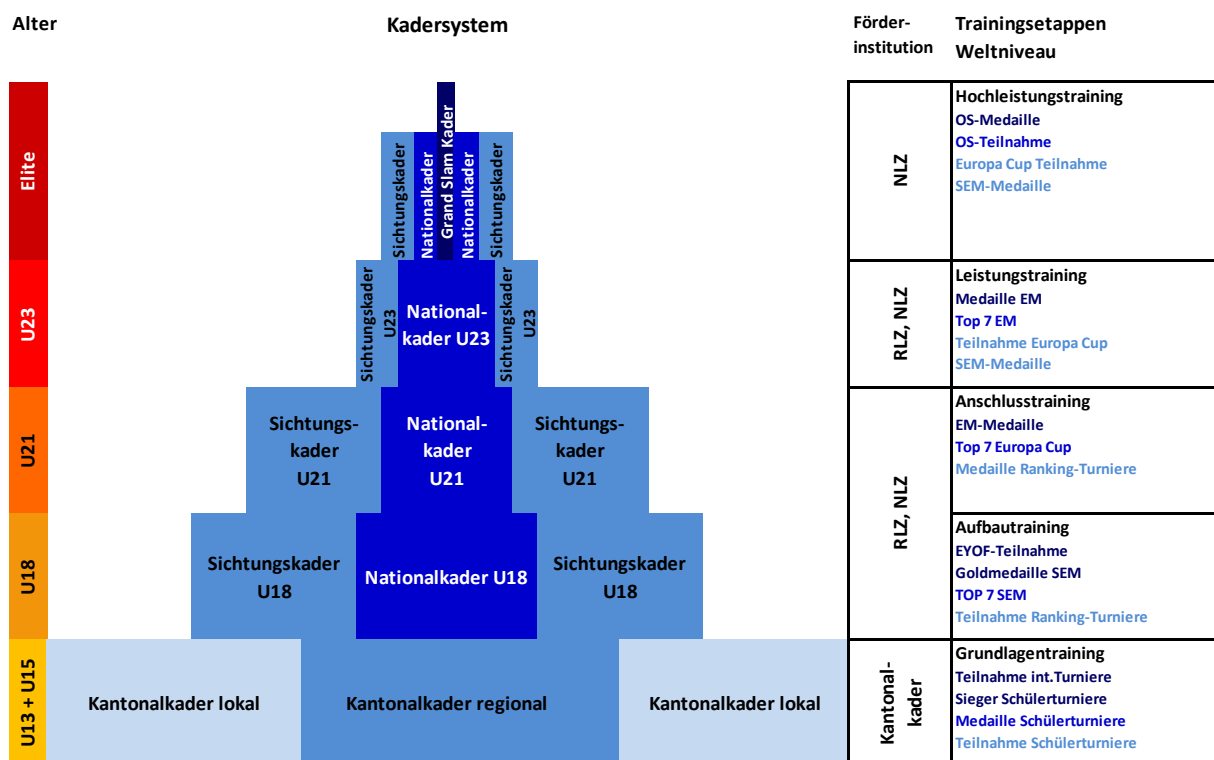 Alter
Kadersystem
Förder-
institution
Trainingsetappen
Weltniveau
Elite
Sichtungskader
Nationalkader
Grand Slam Kader
Nationalkader
Sichtungskader
NLZ
Hochleistungstraining
OS-Medaille
OS-Teilnahme
Europa Cup Teilnahme
SEM-Medaille
U23
Sichtungskader
U23
National-
kader U23
Sichtungskader
U23
RLZ, NLZ
Leistungstraining
Medaille EM
Top 7 EM
Teilnahme Europa Cup
SEM-Medaille
U21
Sichtungs-
kader
U21
National-
kader
U21
Sichtungs-
kader
U21
RLZ, NLZ
Anschlusstraining
EM-Medaille
Top 7 Europa Cup
Medaille Ranking-Turniere
U18
Sichtungskader
U18
Nationalkader U18
Sichtungskader
U18
Aufbautraining
EYOF-Teilnahme
Goldmedaille SEM
TOP 7 SEM
Teilnahme Ranking-Turniere
U13 + U15
Kantonalkader lokal
Kantonalkader regional
Kantonalkader lokal
Kantonal-
kader
Grundlagentraining
Teilnahme int.Turniere
Sieger Schülerturniere
Medaille Schülerturniere
Teilnahme Schülerturniere